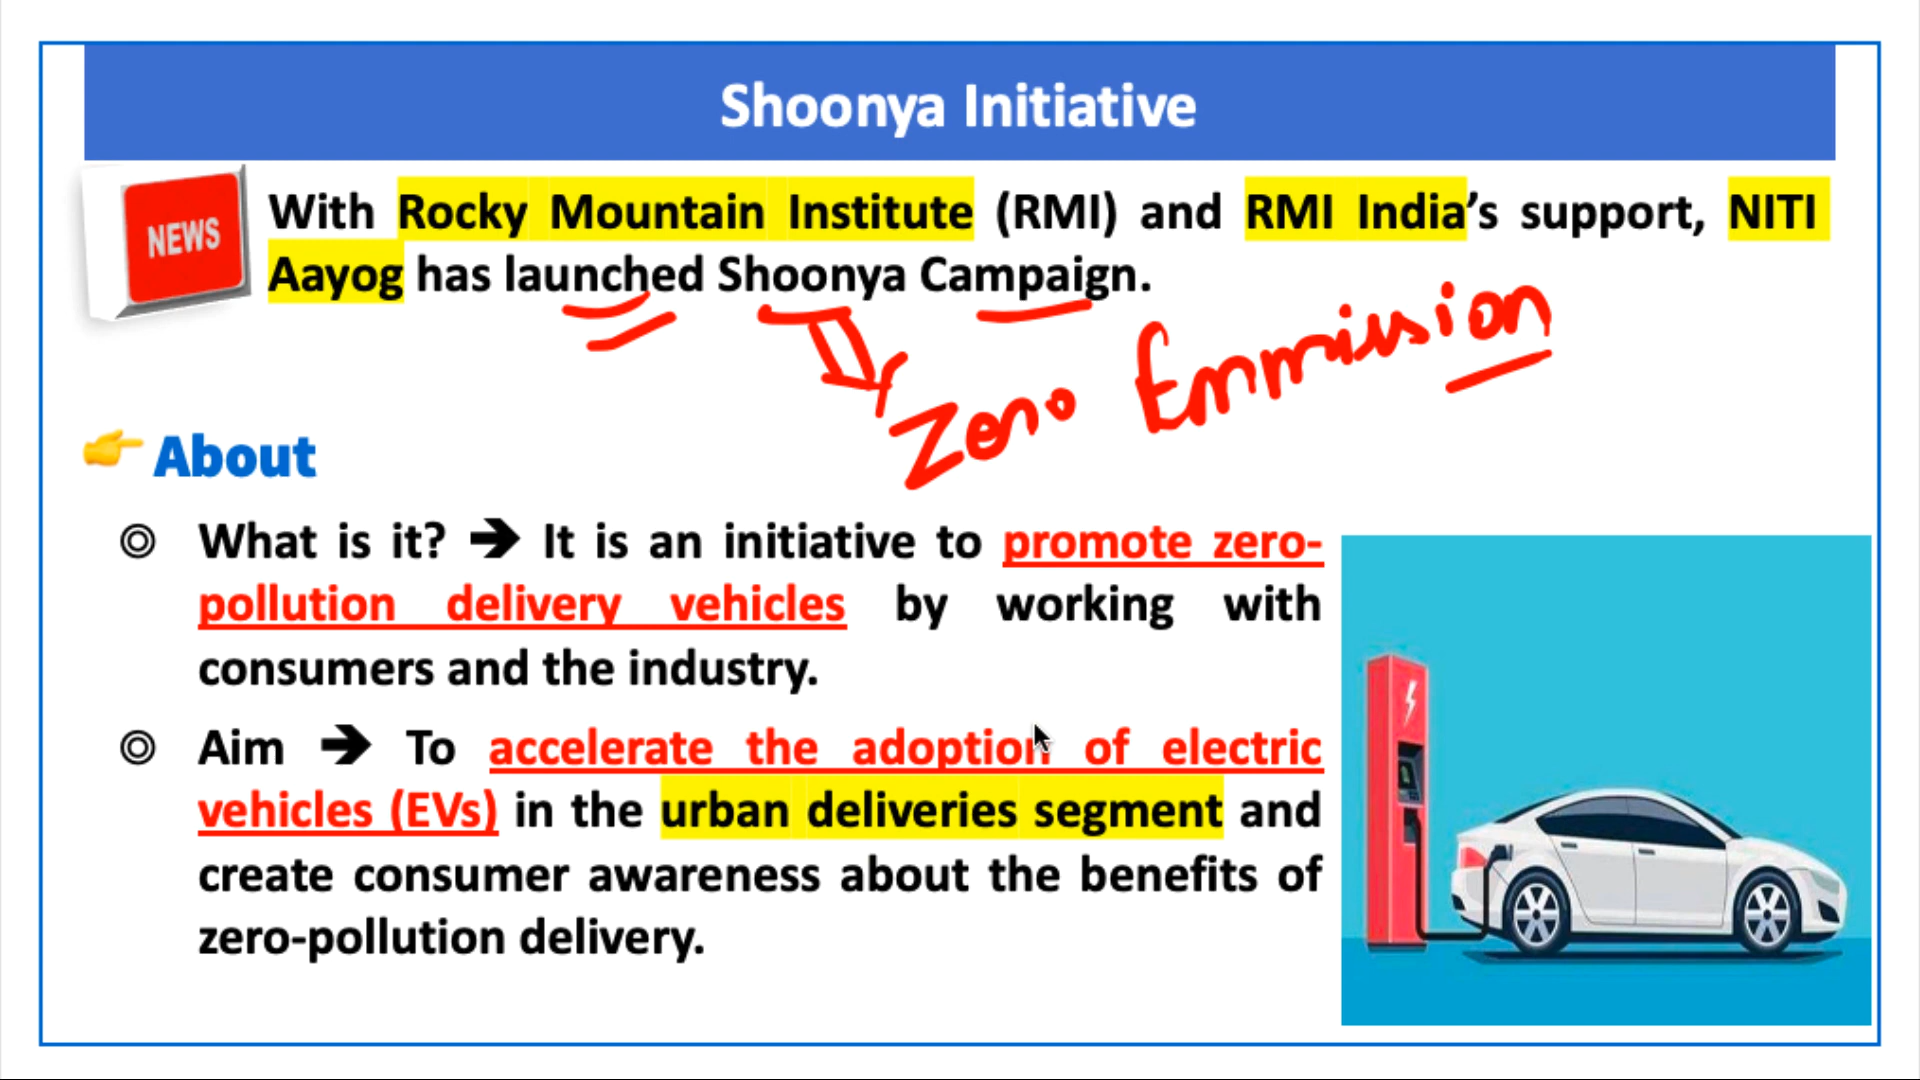 Shoonya Initiative
NEWS
With Rocky Mountain Institute (RMI) and RMI India’s support, NITI
Aayog has launched Shoonya Campaign.
Zero Emmission
About
◎ What is it? ➔ It is an initiative to promote zero-
pollution delivery vehicles by working with
consumers and the industry.
◎ Aim ➔ To accelerate the adoption of electric
vehicles (EVs) in the urban deliveries segment and
create consumer awareness about the benefits of
zero-pollution delivery.